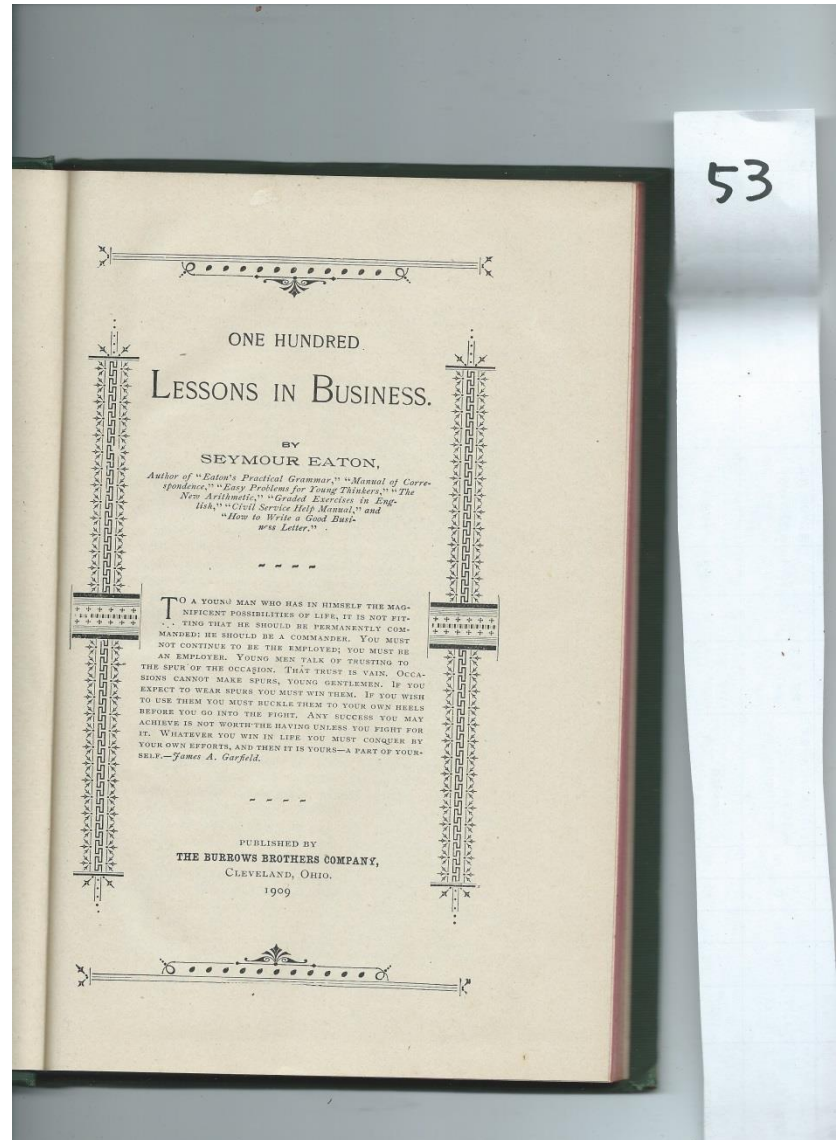 53
ONE HUNDRED
LESSONS IN BUSINESS.
BY
SEYMOUR EATON,
Author of "Eaton's Practical Grammar," "Manual of Corre-
spondence," "Easy Problems for Young Thinkers," "The
New Arithmetic," "Graded Exercises in Eng-
lish," "Civil Service Help Manual," and
"How to Write a Good Busi-
ness Letter."
TO A YOUNG MAN WHO HAS IN HIMSELF THE MAG-
NIFICENT POSSIBILITIES OF LIFE, IT IS NOT FIT-
TING THAT HE SHOULD BE PERMANENTLY COM-
MANDED; HE SHOULD BE A COMMANDER. YOU MUST
NOT CONTINUE TO BE THE EMPLOYED; YOU MUST BE
AN EMPLOYER. YOUNG MEN TALK OF TRUSTING TO
THE SPUR OF THE OCCASION. THAT TRUST IS VAIN. OCCA-
SIONS CANNOT MAKE SPURS, YOUNG GENTLEMEN. IF YOU
EXPECT TO WEAR SPURS YOU MUST WIN THEM. IF YOU WISH
TO USE THEM YOU MUST BUCKLE THEM TO YOUR OWN HEELS
BEFORE YOU GO INTO THE FIGHT. ANY SUCCESS YOU MAY
ACHIEVE IS NOT WORTH THE HAVING UNLESS YOU FIGHT FOR
IT. WHATEVER YOU WIN IN LIFE YOU MUST CONQUER BY
YOUR OWN EFFORTS, AND THEN IT IS YOURS—A PART OF YOUR-
SELF.—James A. Garfield.
PUBLISHED BY
THE BURROWS BROTHERS COMPANY,
CLEVELAND, OHIO.
1909